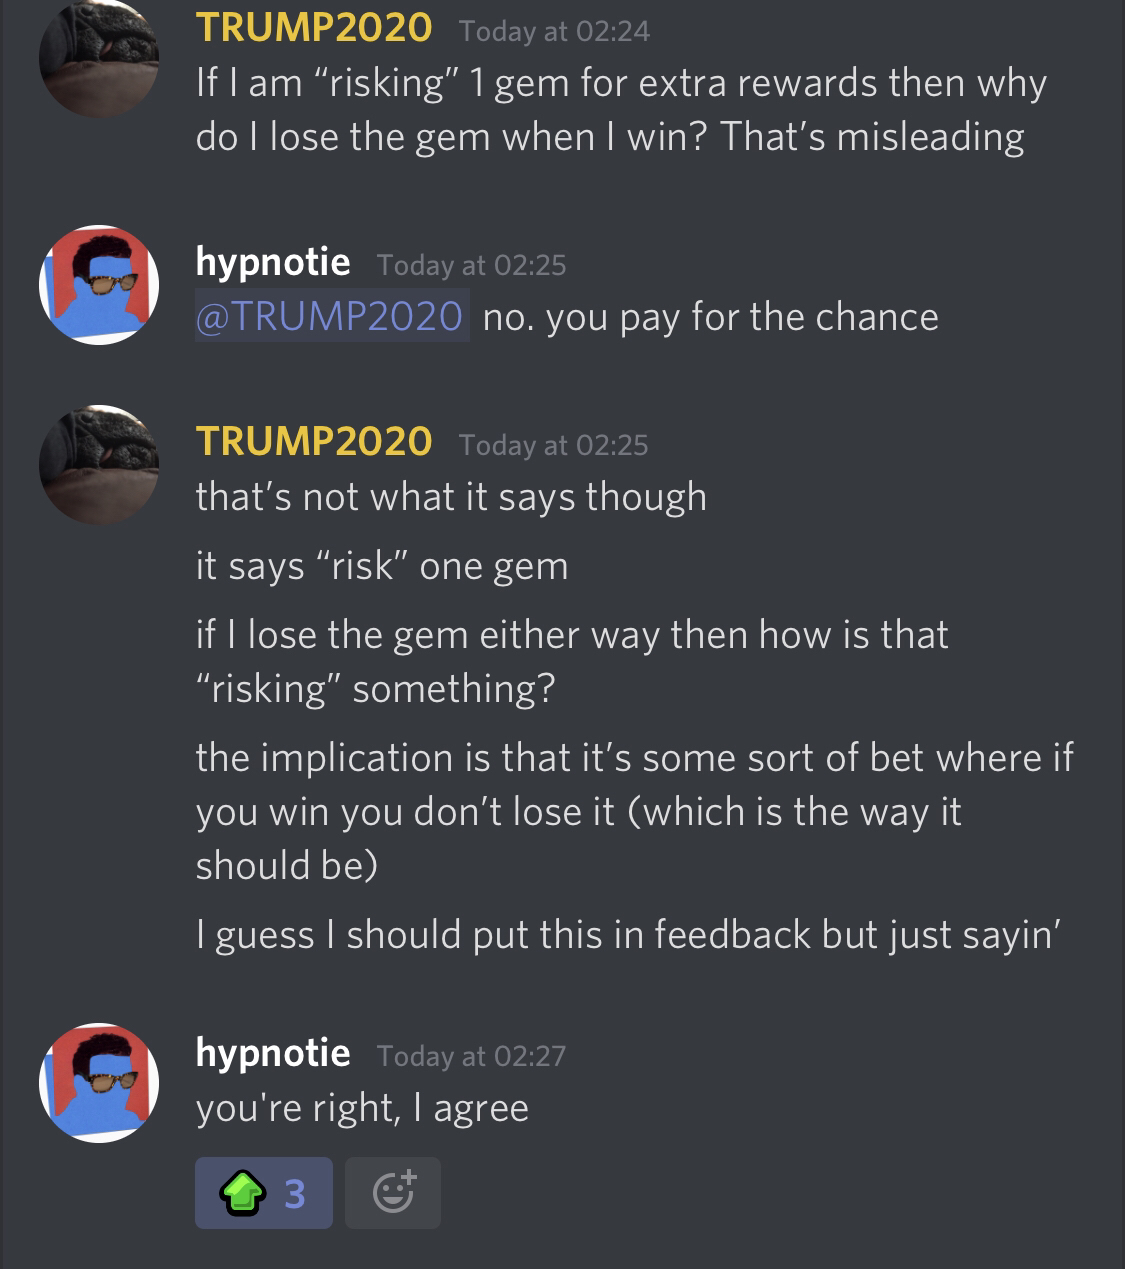 TRUMP2020 Today at 02:24
If I am “risking” 1 gem for extra rewards then why
do I lose the gem when I win? That’s misleading
hypnotie Today at 02:25
@TRUMP2020 no. you pay for the chance
TRUMP2020 Today at 02:25
that’s not what it says though
it says “risk” one gem
if I lose the gem either way then how is that
“risking” something?
the implication is that it’s some sort of bet where if
you win you don’t lose it (which is the way it
should be)
I guess I should put this in feedback but just sayin’
hypnotie Today at 02:27
you're right, I agree
3